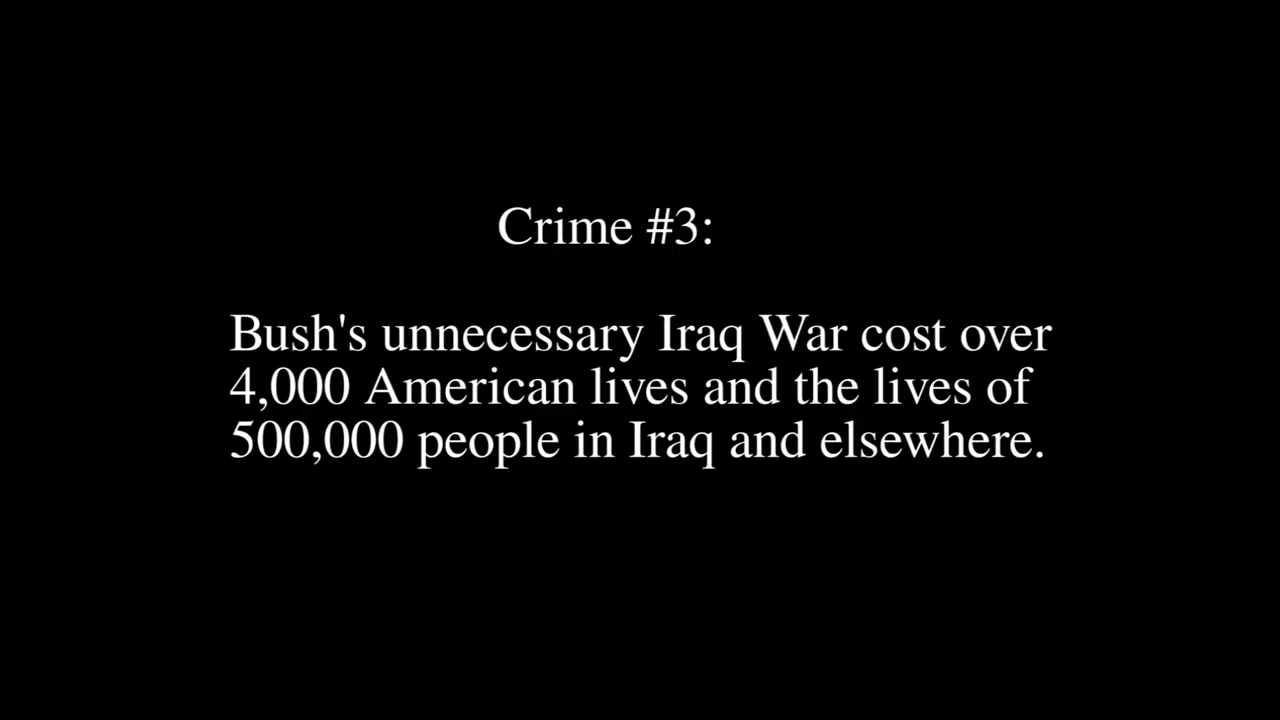 Crime #3:
Bush's unnecessary Iraq War cost over
4,000 American lives and the lives of
500,000 people in Iraq and elsewhere.